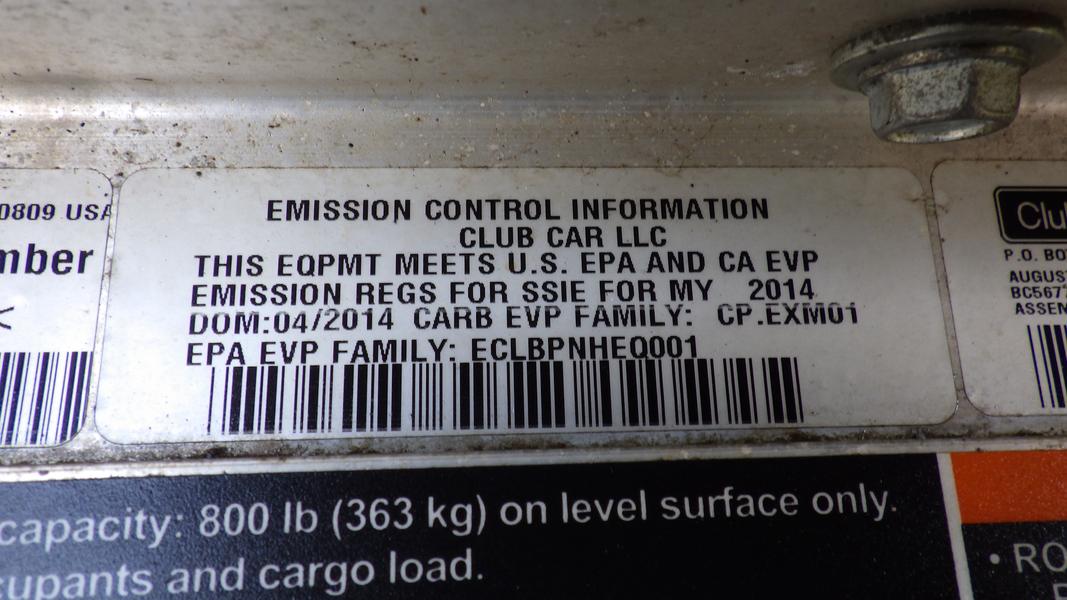 0809 USA
mber
EMISSION CONTROL INFORMATION
CLUB CAR LLC
THIS EQPMT MEETS U.S. EPA AND CA EVP
EMISSION REGS FOR SSIE FOR MY 2014
DOM:04/2014 CARB EVP FAMILY: CP.EXM01
EPA EVP FAMILY: ECLBPNHEQ001
Clu
P.O. BO
AUGUS
BC567
ASSEN
capacity: 800 lb (363 kg) on level surface only.
cupants and cargo load.
• RO